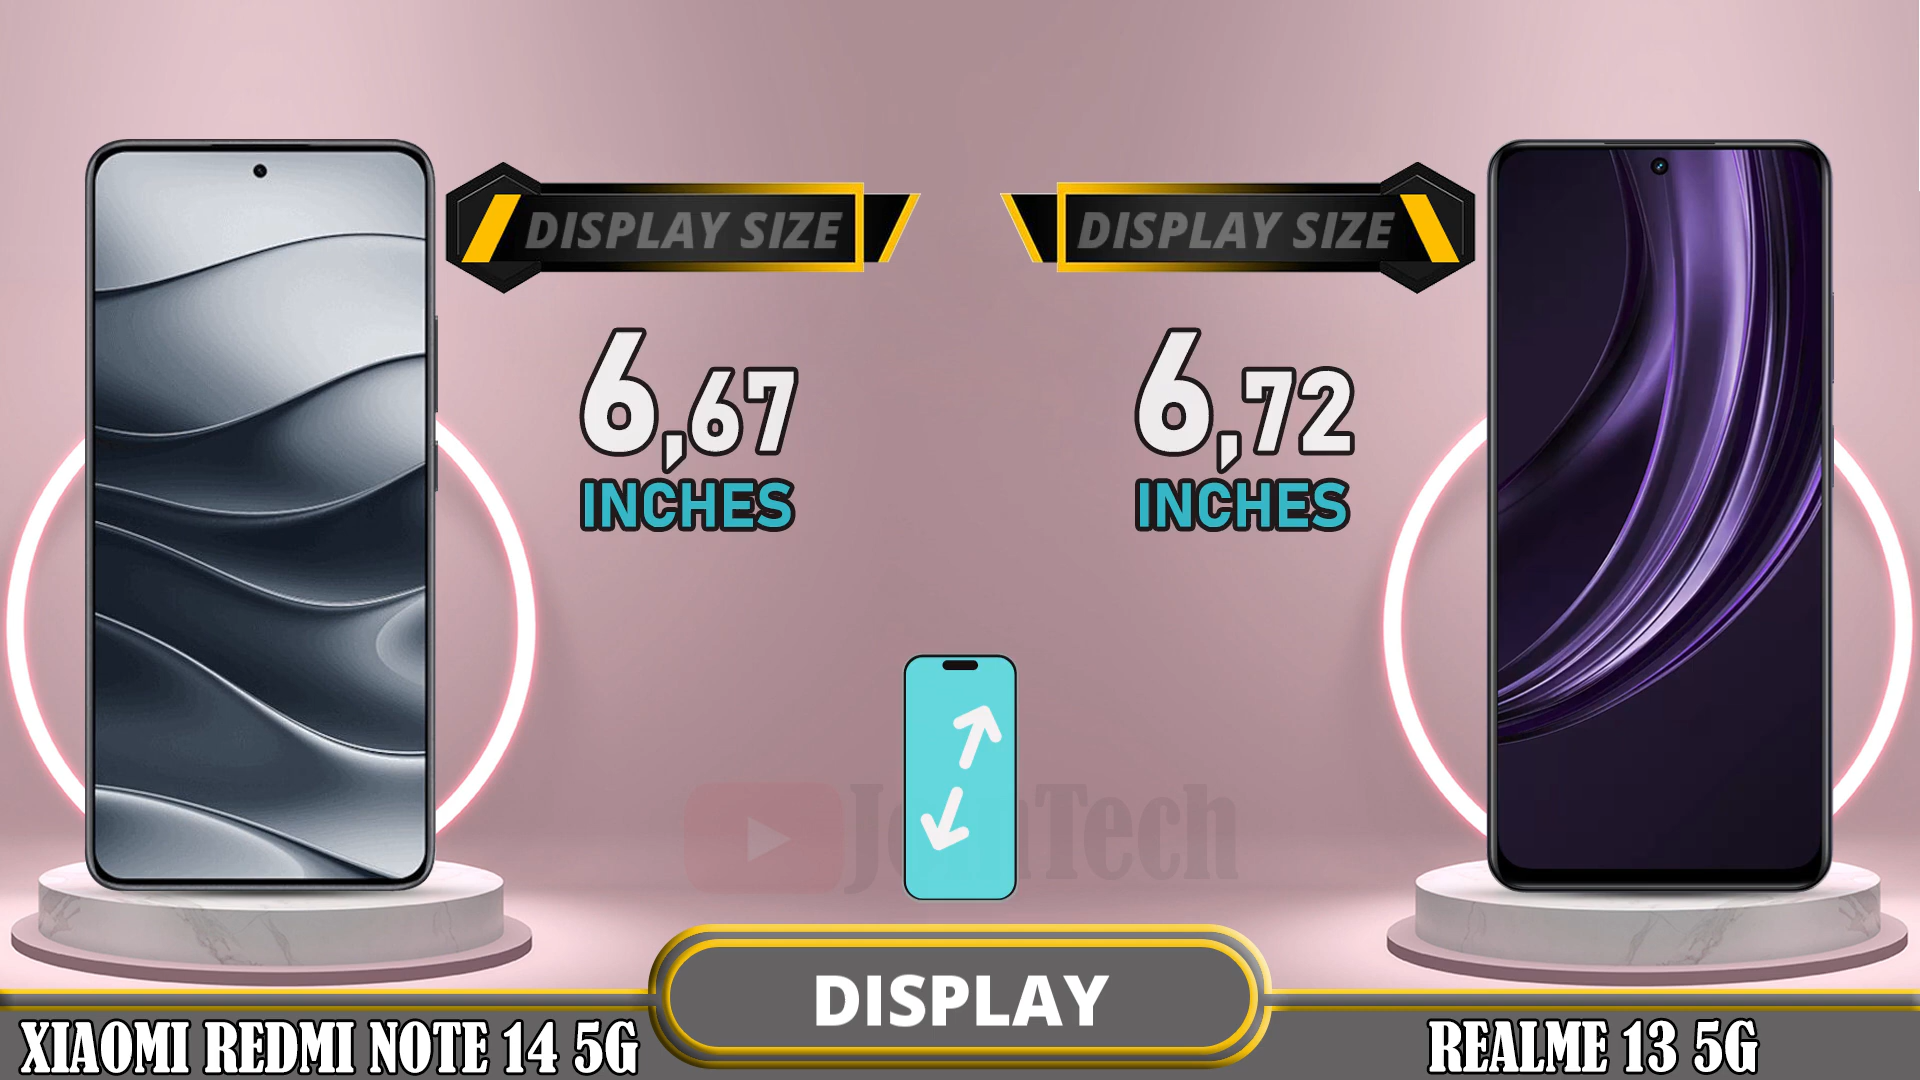 DISPLAY SIZE
DISPLAY SIZE
6,67
INCHES
6,72
INCHES
DISPLAY
XIAOMI REDMI NOTE 14 5G
REALME 13 5G